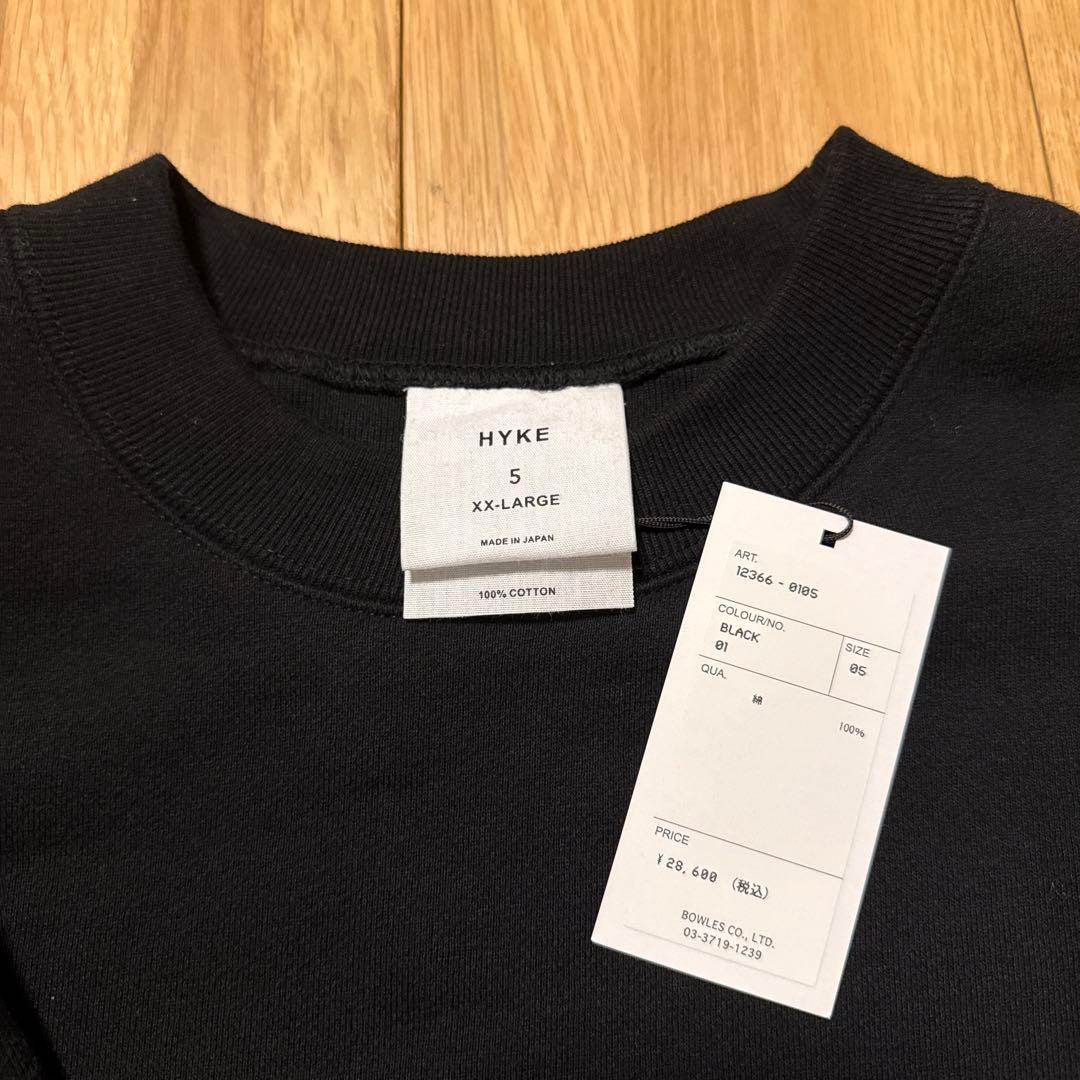 HYKE
5
XX-LARGE
MADE IN JAPAN
100% COTTON
ART.
12366 - 0105
COLOUR/NO.
BLACK
01
SIZE
05
QUA.
綿
100%
PRICE
¥28,600 (税込)
BOWLES CO., LTD.
03-3719-1239